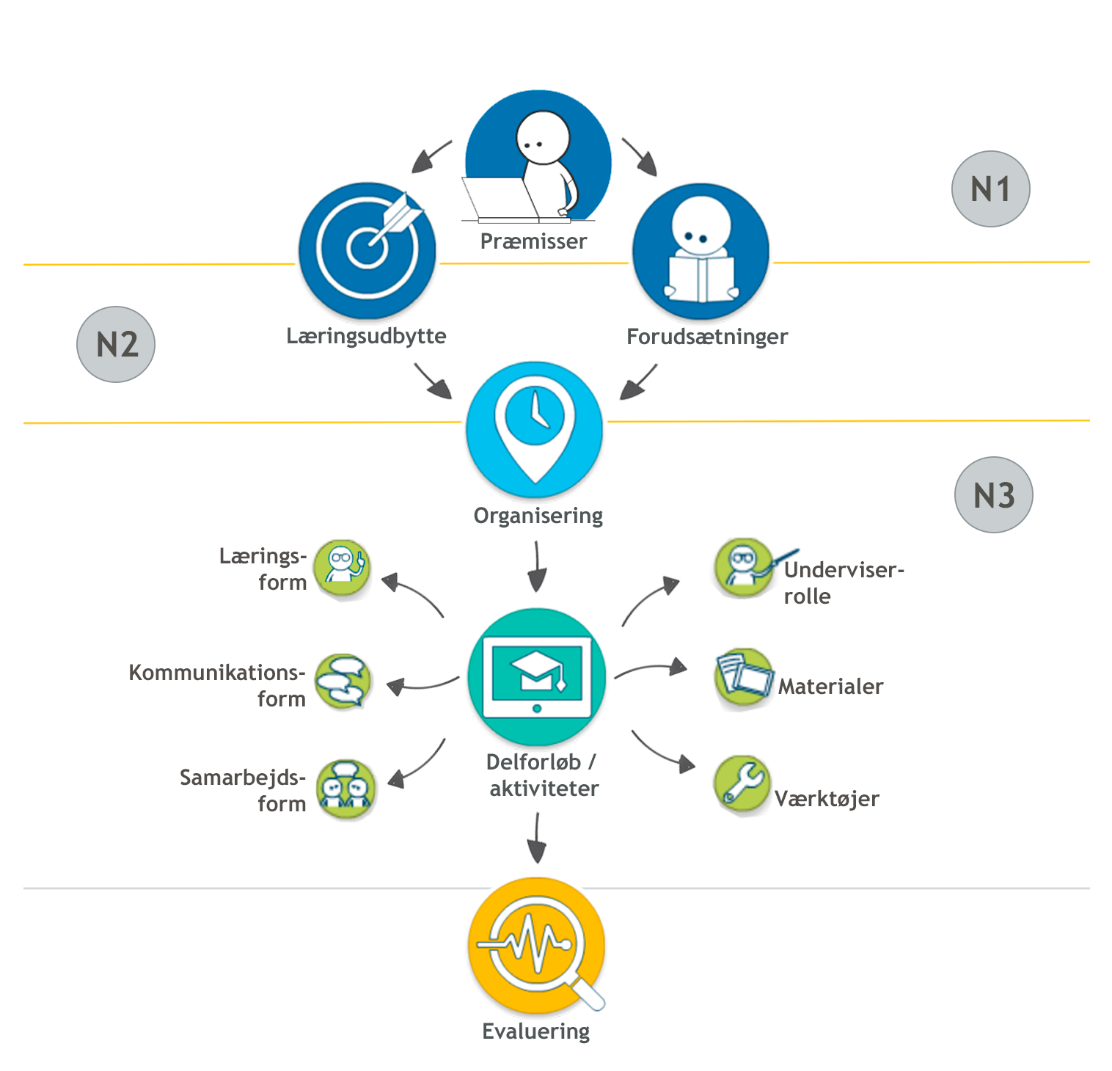 N1
Præmisser
N2
Læringsudbytte
Forudsætninger
N3
Organisering
Lærings-
form
Underviser-
rolle
Kommunikations-
form
Materialer
Delforløb /
aktiviteter
Samarbejds-
form
Værktøjer
Evaluering